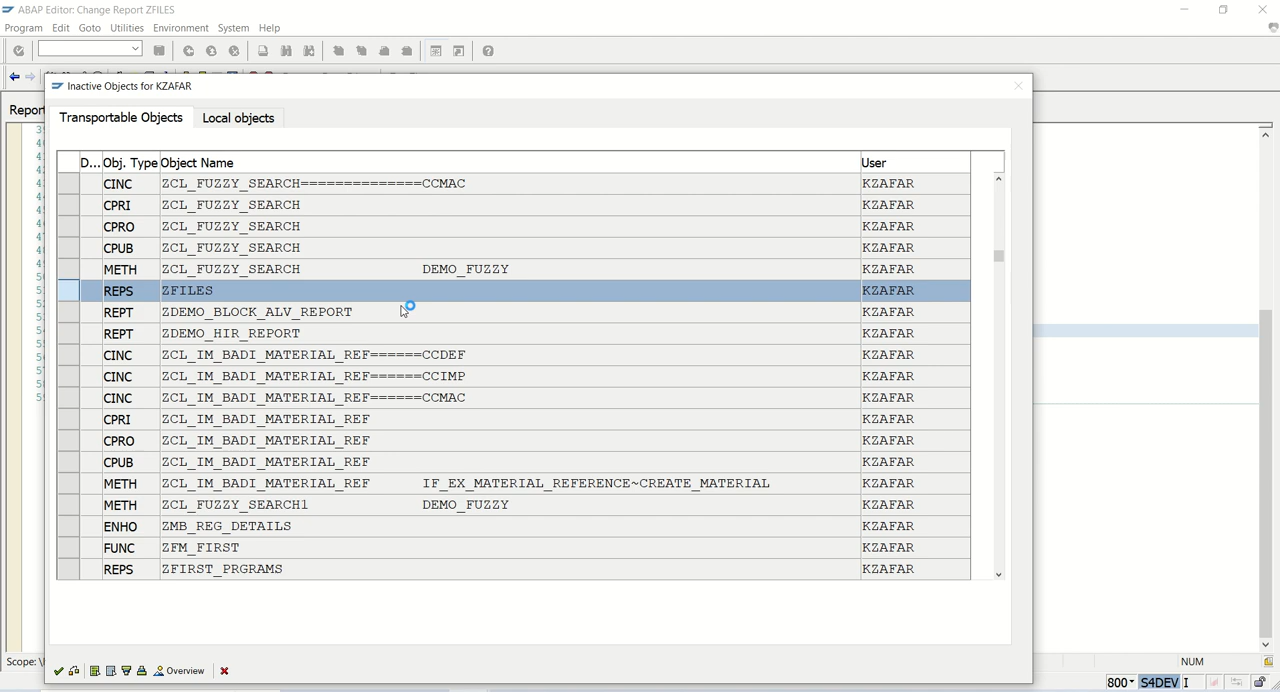 ABAP Editor: Change Report ZFILES
Program Edit Goto Utilities Environment System Help
Inactive Objects for KZAFAR
Report
Transportable Objects Local objects
D... Obj. Type Object Name User
CINC ZCL_FUZZY_SEARCH==============CCMAC KZAFAR
CPRI ZCL_FUZZY_SEARCH KZAFAR
CPRO ZCL_FUZZY_SEARCH KZAFAR
CPUB ZCL_FUZZY_SEARCH KZAFAR
METH ZCL_FUZZY_SEARCH DEMO_FUZZY KZAFAR
REPS ZFILES KZAFAR
REPT ZDEMO_BLOCK_ALV_REPORT KZAFAR
REPT ZDEMO_HIR_REPORT KZAFAR
CINC ZCL_IM_BADI_MATERIAL_REF======CCDEF KZAFAR
CINC ZCL_IM_BADI_MATERIAL_REF======CCIMP KZAFAR
CINC ZCL_IM_BADI_MATERIAL_REF======CCMAC KZAFAR
CPRI ZCL_IM_BADI_MATERIAL_REF KZAFAR
CPRO ZCL_IM_BADI_MATERIAL_REF KZAFAR
CPUB ZCL_IM_BADI_MATERIAL_REF KZAFAR
METH ZCL_IM_BADI_MATERIAL_REF IF_EX_MATERIAL_REFERENCE~CREATE_MATERIAL KZAFAR
METH ZCL_FUZZY_SEARCH1 DEMO_FUZZY KZAFAR
ENHO ZMB_REG_DETAILS KZAFAR
FUNC ZFM_FIRST KZAFAR
REPS ZFIRST_PRGRAMS KZAFAR
Scope: \ NUM
Overview
800 S4DEV I